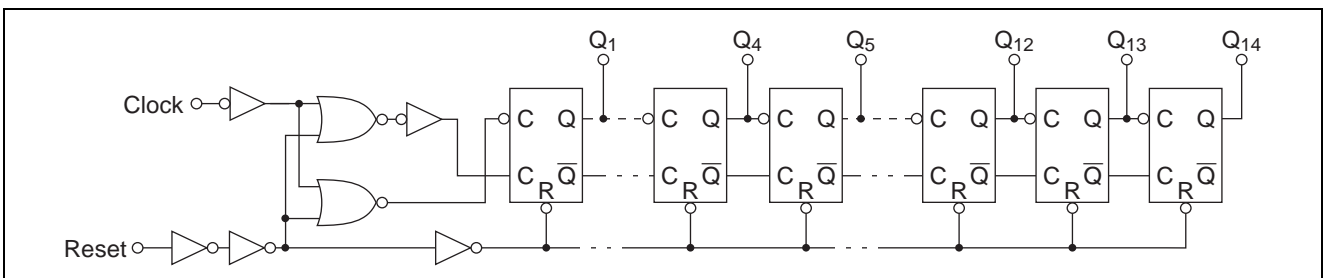 Q1 Q4 Q5 Q12 Q13 Q14
Clock
C Q C Q C Q C Q C Q C Q
C Q̅ C Q̅ C Q̅ C Q̅ C Q̅ C Q̅
R R R R R R
Reset